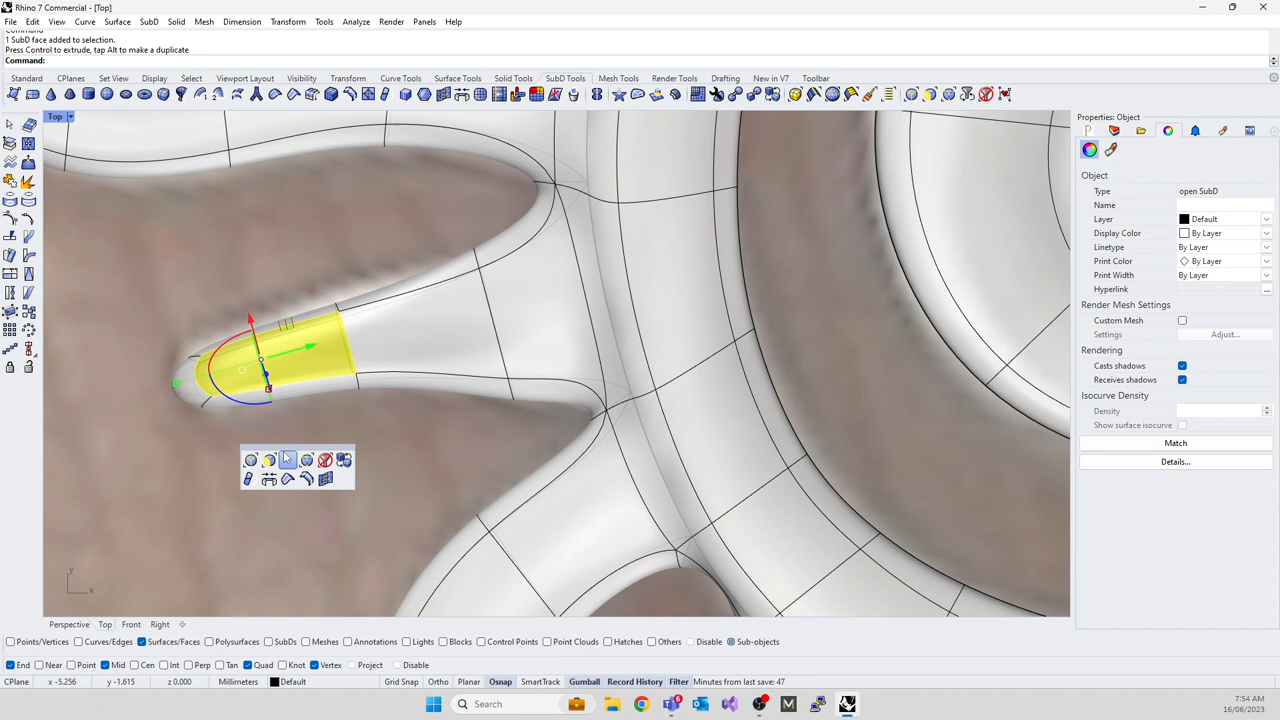 Rhino 7 Commercial - [Top]
File Edit View Curve Surface SubD Solid Mesh Dimension Transform Tools Analyze Render Panels Help
1 SubD face added to selection.
Press Control to extrude, tap Alt to make a duplicate
Command:
Standard CPlanes Set View Display Select Viewport Layout Visibility Transform Curve Tools Surface Tools Solid Tools SubD Tools Mesh Tools Render Tools Drafting New in V7 Toolbar
Top
Properties: Object
Object
Type open SubD
Name
Layer Default
Display Color By Layer
Linetype By Layer
Print Color By Layer
Print Width By Layer
Hyperlink ...
Render Mesh Settings
Custom Mesh
Settings Adjust...
Rendering
Casts shadows
Receives shadows
Isocurve Density
Density
Show surface isocurve
Match
Details...
y
x
Perspective Top Front Right
Points/Vertices Curves/Edges Surfaces/Faces Polysurfaces SubDs Meshes Annotations Lights Blocks Control Points Point Clouds Hatches Others Disable Sub-objects
End Near Point Mid Cen Int Perp Tan Quad Knot Vertex Project Disable
CPlane x -5.256 y -1.615 z 0.000 Millimeters Default Grid Snap Ortho Planar Osnap SmartTrack Gumball Record History Filter Minutes from last save: 47
Search
6
M
7:54 AM
16/06/2023